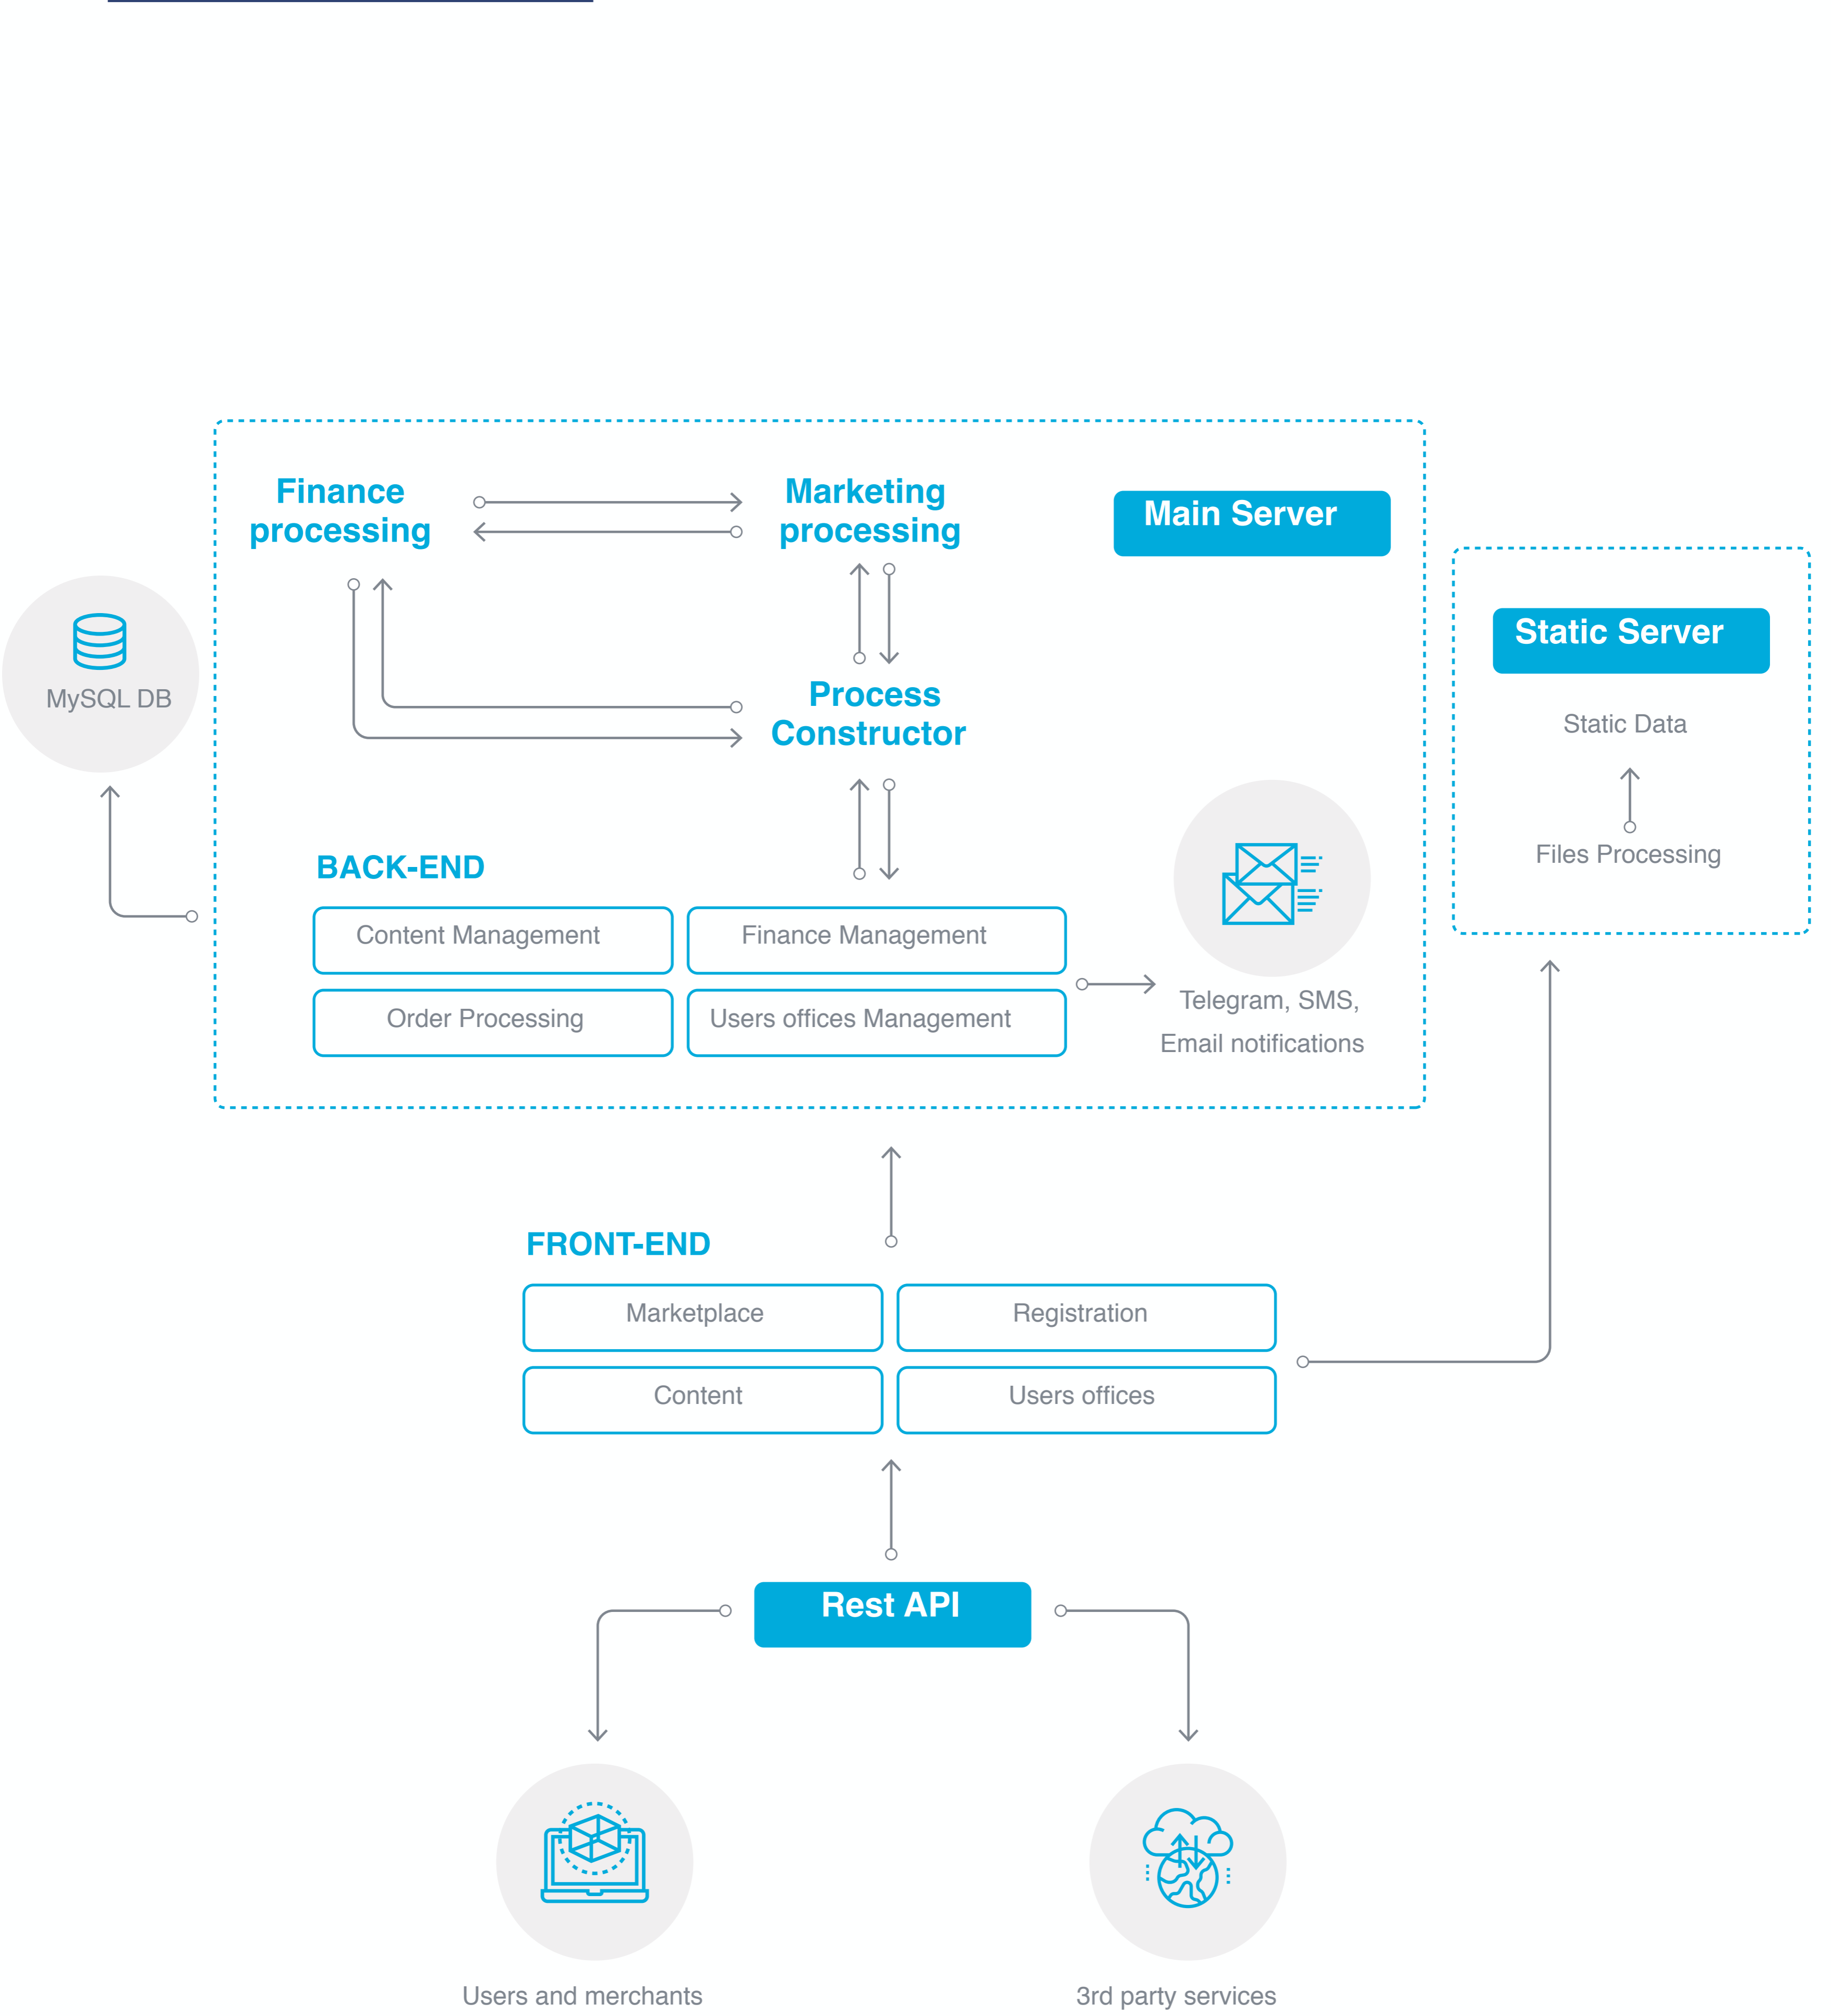 Finance
processing
Marketing
processing
Main Server
Static Server
MySQL DB
Process
Constructor
Static Data
Files Processing
BACK-END
Content Management
Finance Management
Order Processing
Users offices Management
Telegram, SMS,
Email notifications
FRONT-END
Marketplace
Registration
Content
Users offices
Rest API
Users and merchants
3rd party services